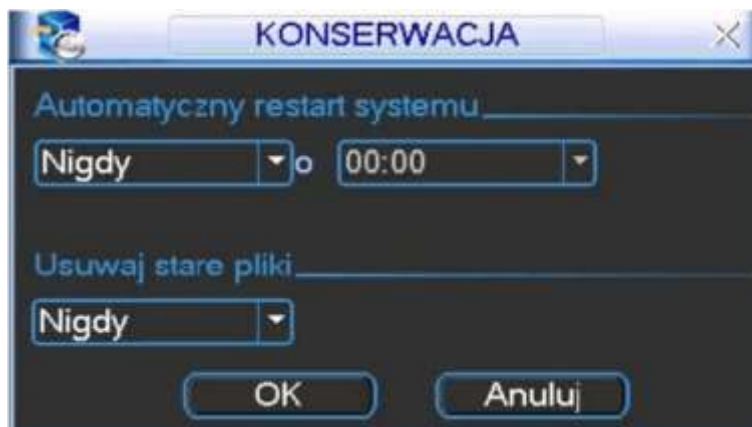 KONSERWACJA
Automatyczny restart systemu
Nigdy o 00:00
Usuwaj stare pliki
Nigdy
OK Anuluj